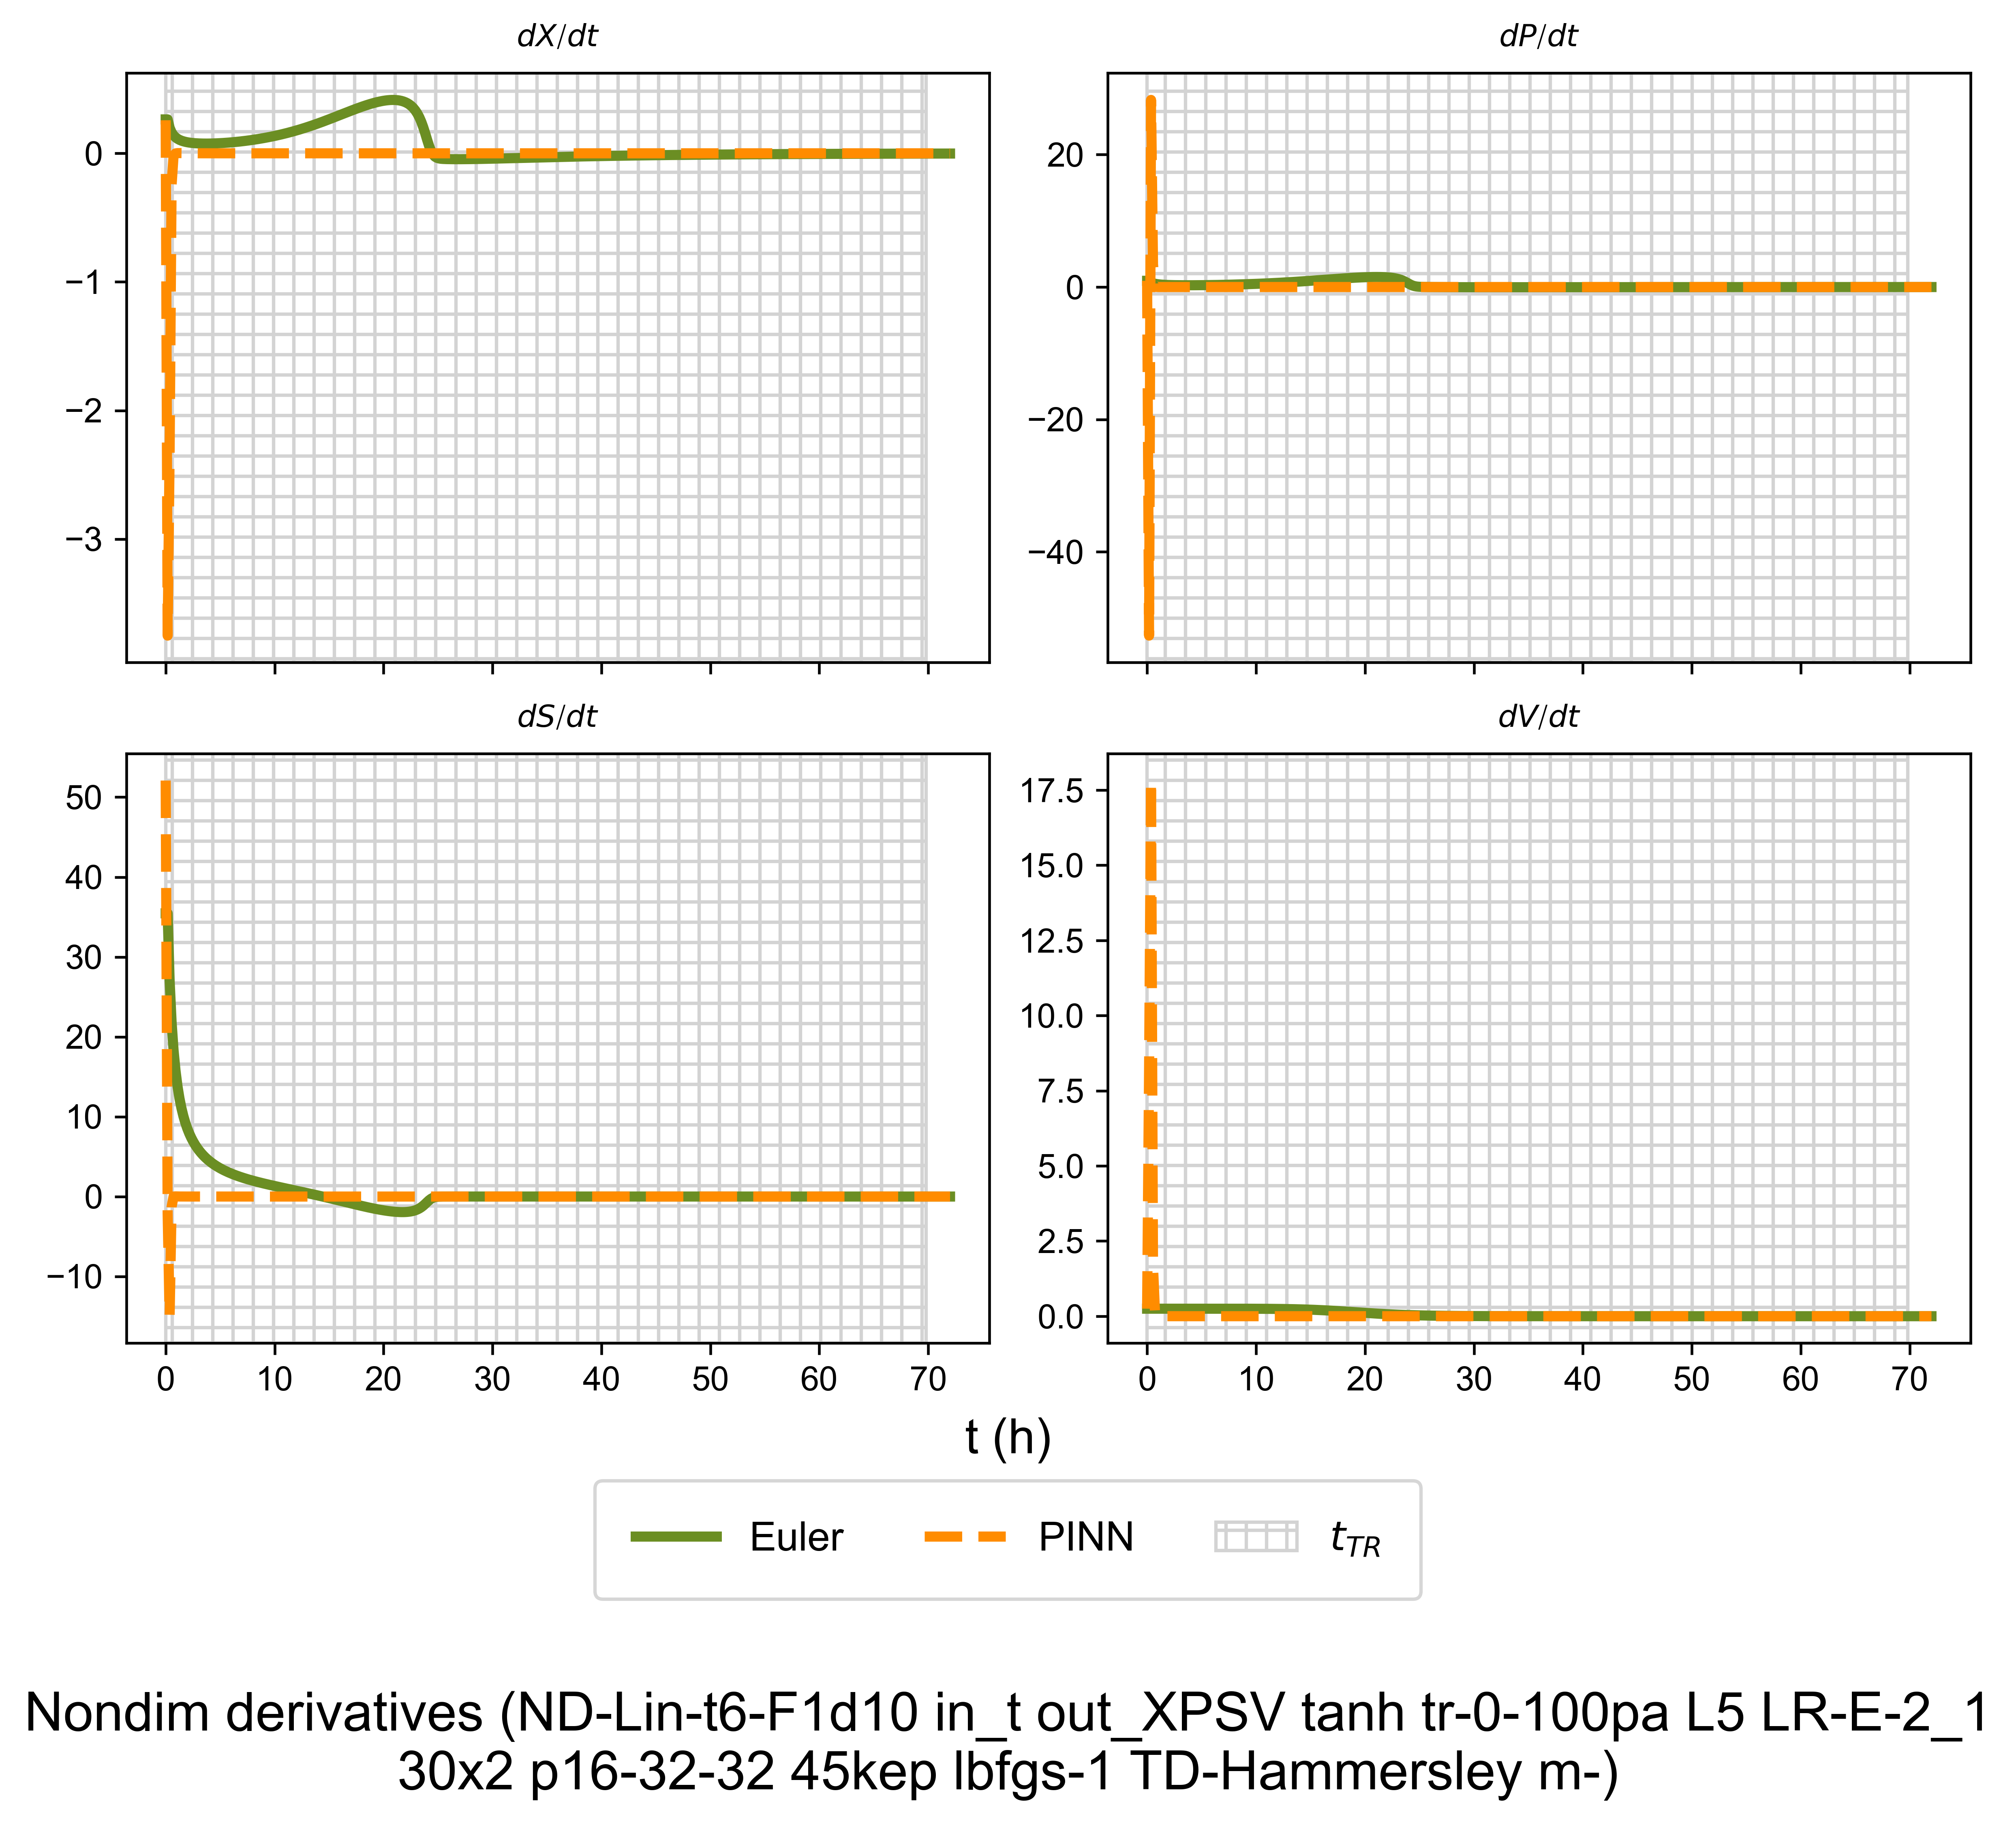 dX/dt
dP/dt
0
−1
−2
−3
20
0
−20
−40
dS/dt
dV/dt
50
40
30
20
10
0
−10
17.5
15.0
12.5
10.0
7.5
5.0
2.5
0.0
0 10 20 30 40 50 60 70
0 10 20 30 40 50 60 70
t (h)
Euler PINN t_TR
Nondim derivatives (ND-Lin-t6-F1d10 in_t out_XPSV tanh tr-0-100pa L5 LR-E-2_1
30x2 p16-32-32 45kep lbfgs-1 TD-Hammersley m-)